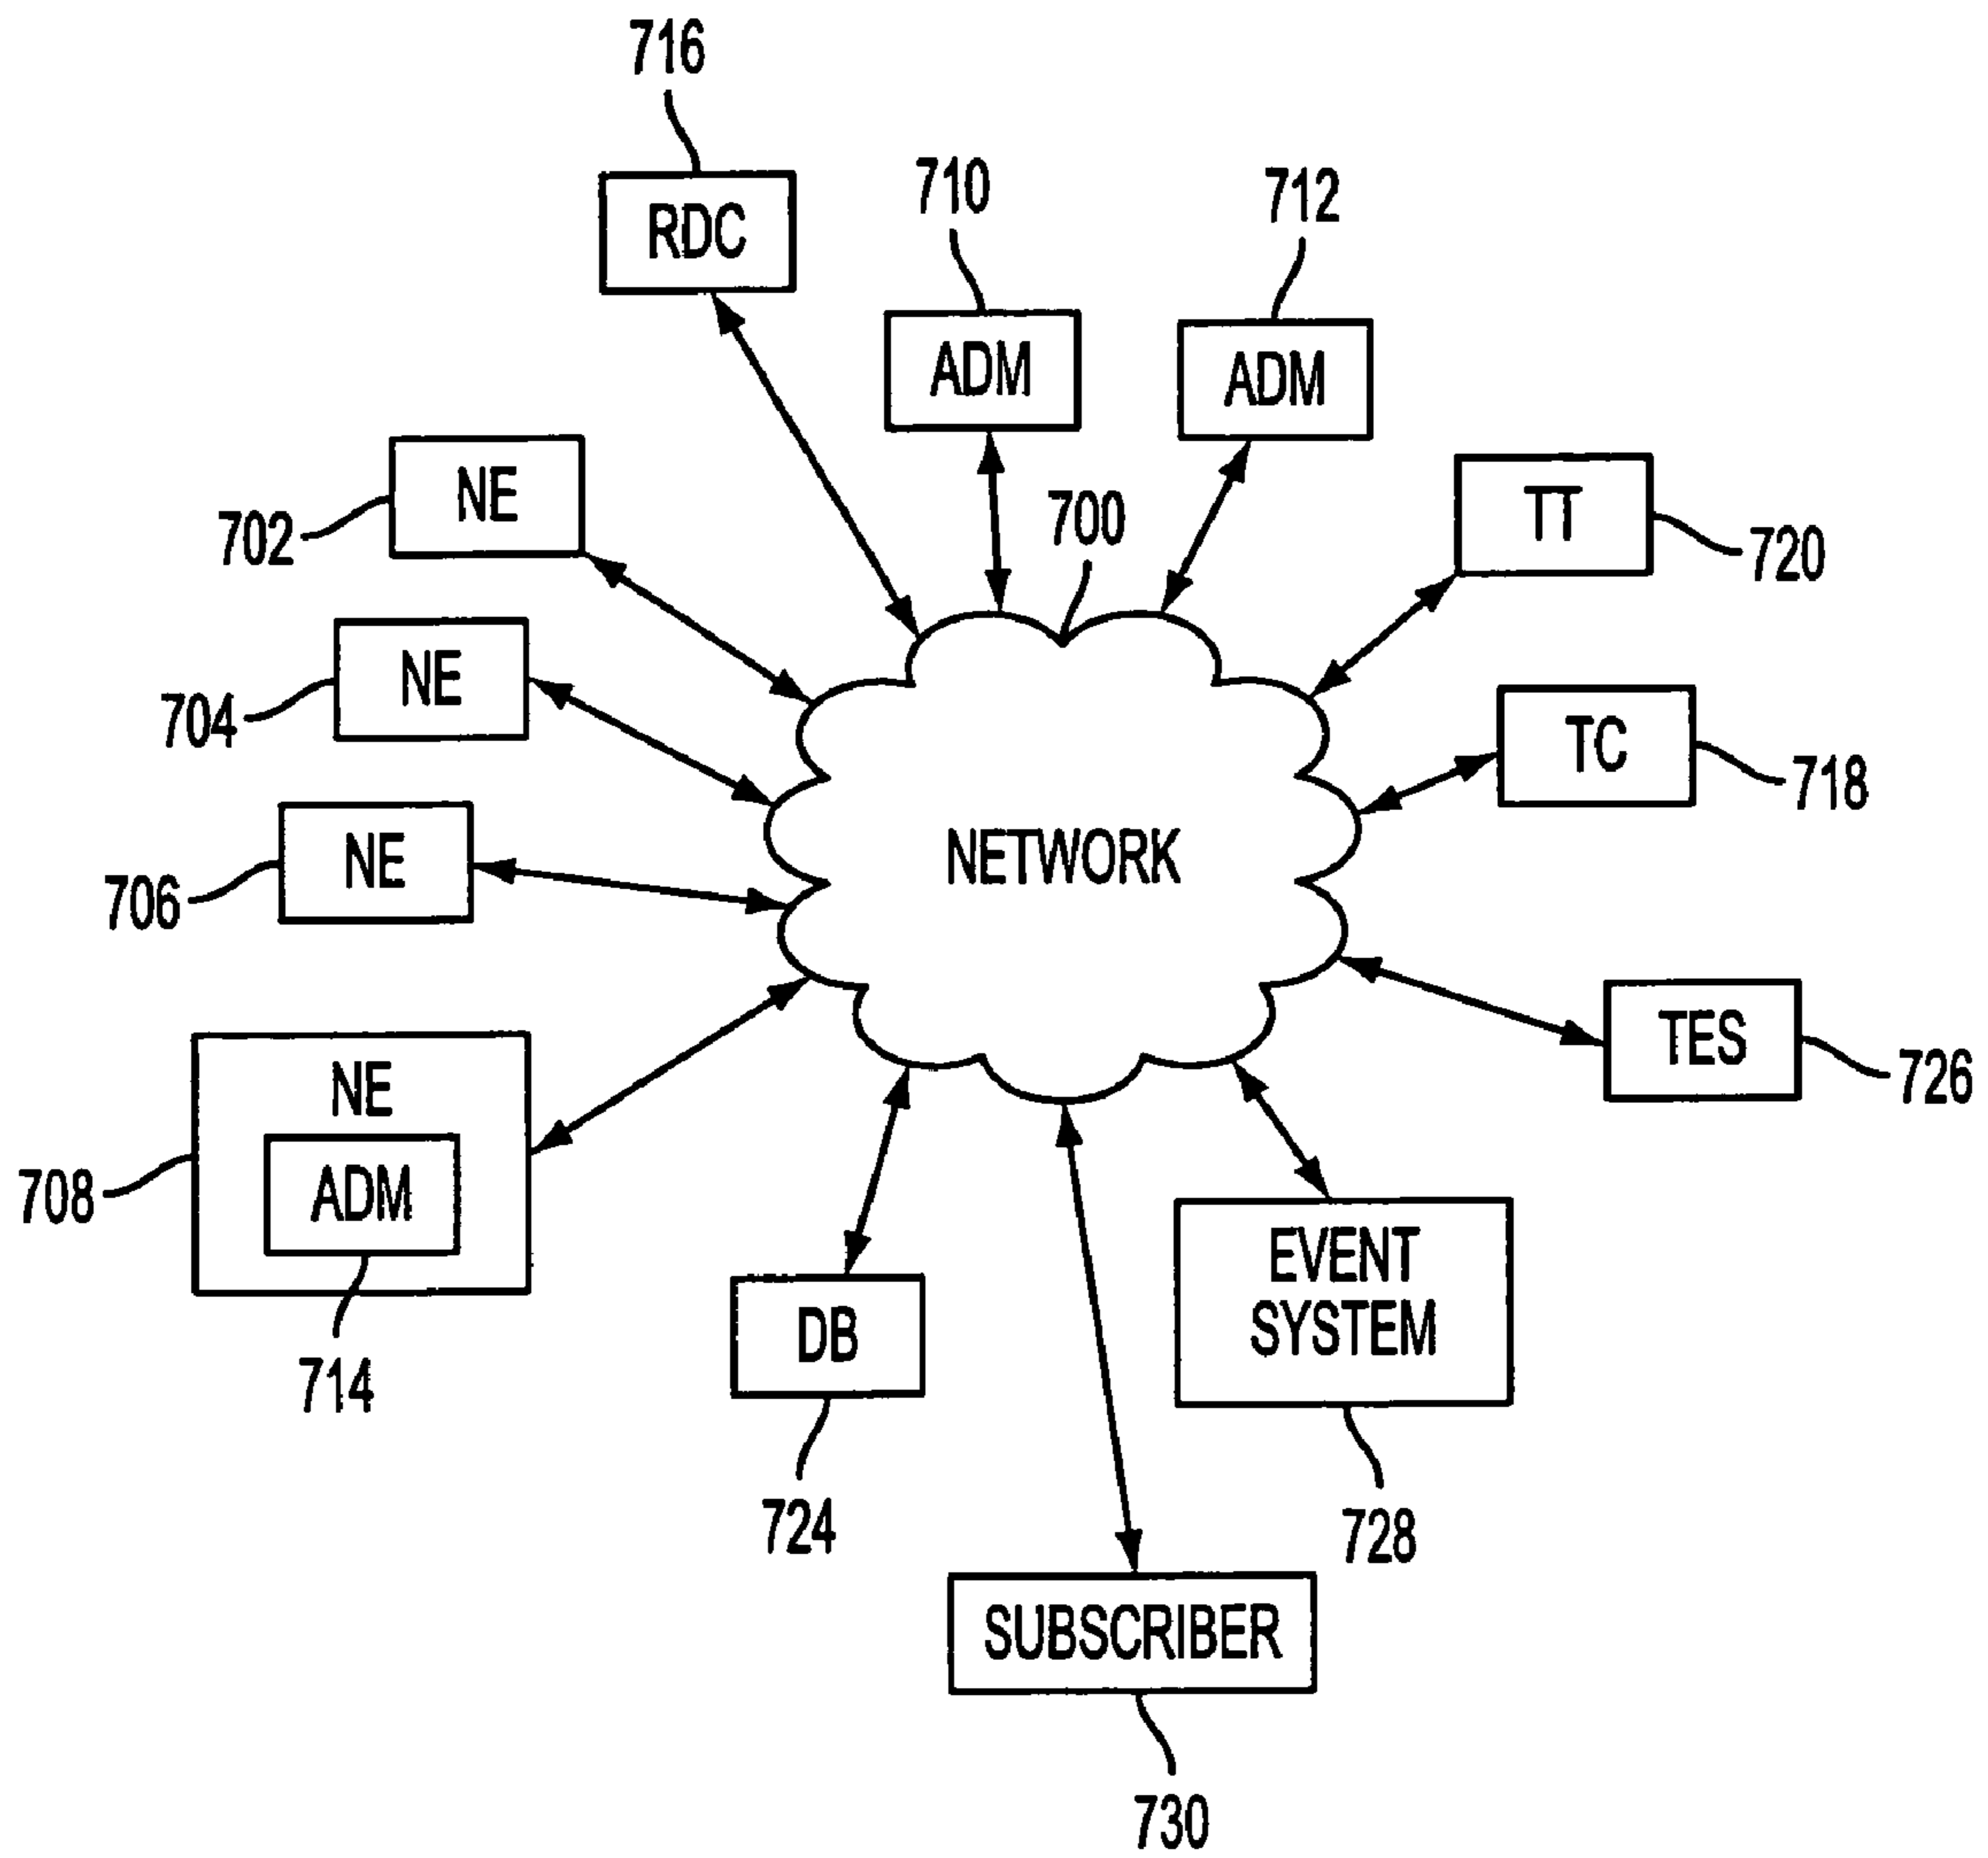 716
RDC
710
ADM
712
ADM
700
702
NE
TT
720
704
NE
TC
718
706
NE
NETWORK
708
NE
ADM
714
TES
726
DB
724
EVENT
SYSTEM
728
SUBSCRIBER
730